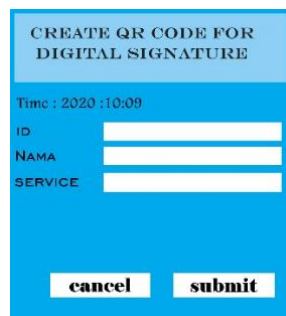 CREATE QR CODE FOR
DIGITAL SIGNATURE
Time : 2020 :10:09
ID
NAMA
SERVICE
cancel submit